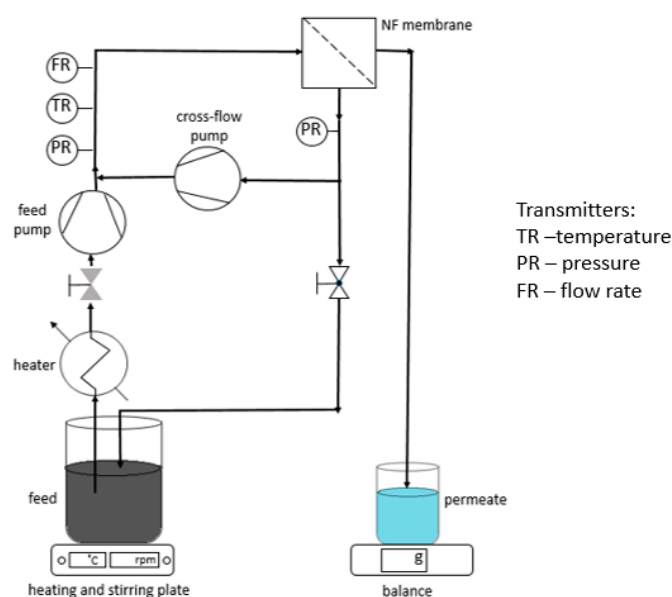 NF membrane
FR
TR
PR
cross-flow
pump
PR
feed
pump
Transmitters:
TR –temperature
PR – pressure
FR – flow rate
heater
feed
permeate
°C
rpm
g
heating and stirring plate
balance